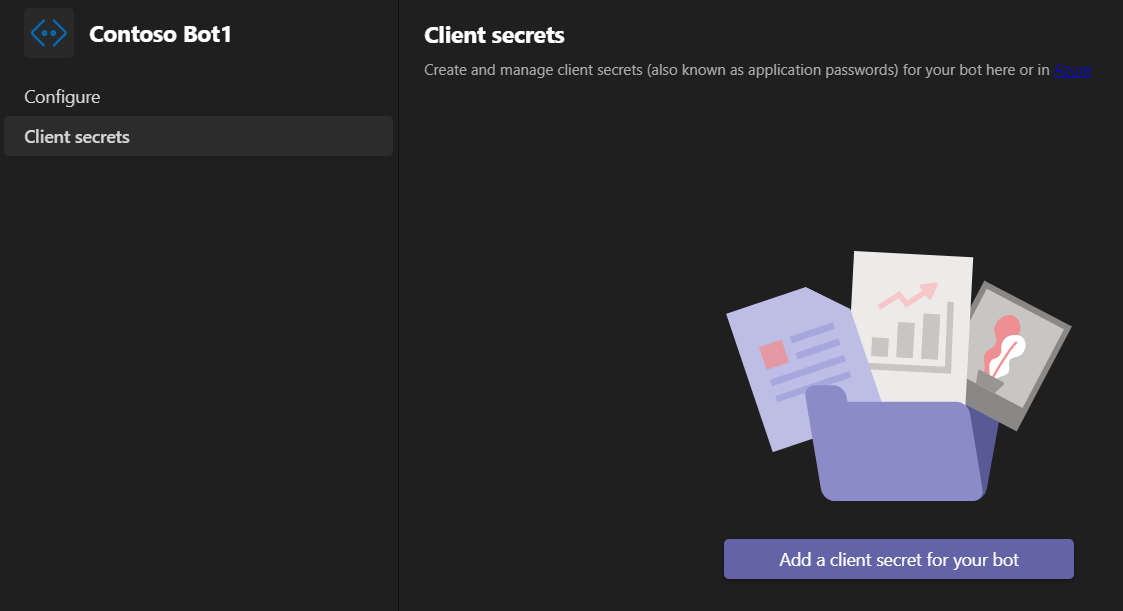 Contoso Bot1
Configure
Client secrets
Client secrets
Create and manage client secrets (also known as application passwords) for your bot here or in Azure
Add a client secret for your bot